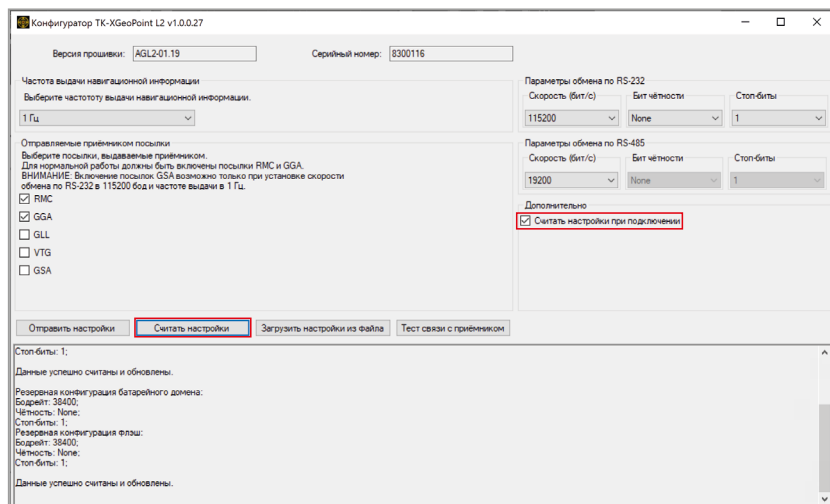 Конфигуратор TK-XGeoPoint L2 v1.0.0.27
Версия прошивки: AGL2-01.19 Серийный номер: 8300116
Частота выдачи навигационной информации
Выберите частототу выдачи навигационной информации.
1 Гц
Параметры обмена по RS-232
Скорость (бит/с) Бит чётности Стоп-биты
115200 None 1
Отправляемые приёмником посылки
Выберите посылки, выдаваемые приёмником.
Для нормальной работы должны быть включены посылки RMC и GGA.
ВНИМАНИЕ: Включение посылок GSA возможно только при установке скорости
обмена по RS-232 в 115200 бод и частоте выдачи в 1 Гц.
RMC
GGA
GLL
VTG
GSA
Параметры обмена по RS-485
Скорость (бит/с) Бит чётности Стоп-биты
19200 None 1
Дополнительно
Считать настройки при подключении
Отправить настройки Считать настройки Загрузить настройки из файла Тест связи с приёмником
Стоп-биты: 1;
Данные успешно считаны и обновлены.
Резервная конфигурация батарейного домена:
Бодрейт: 38400;
Чётность: None;
Стоп-биты: 1;
Резервная конфигурация флэш:
Бодрейт: 38400;
Чётность: None;
Стоп-биты: 1;
Данные успешно считаны и обновлены.